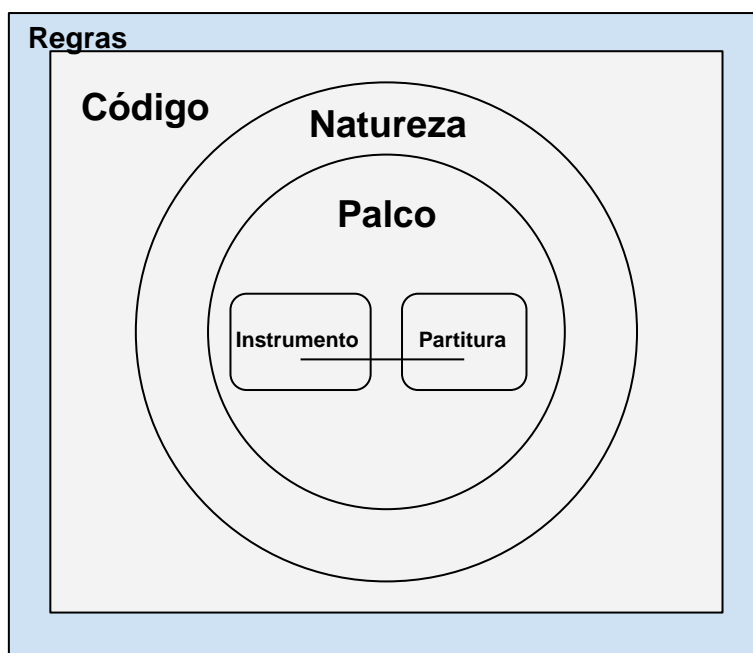 Regras
Código
Natureza
Palco
Instrumento
Partitura